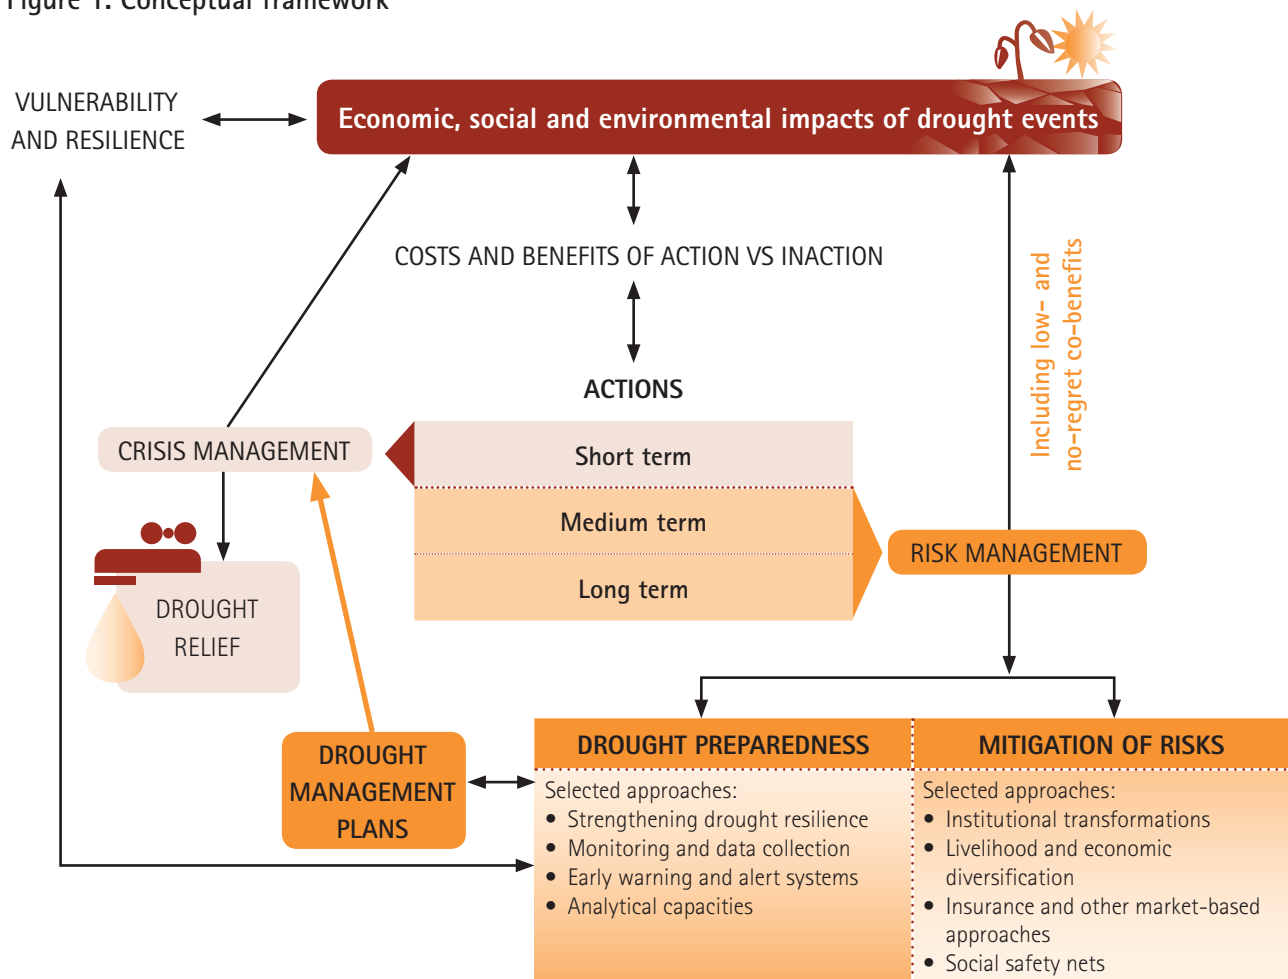 Figure 1. Conceptual framework
VULNERABILITY
AND RESILIENCE
Economic, social and environmental impacts of drought events
COSTS AND BENEFITS OF ACTION VS INACTION
Including low- and
no-regret co-benefits
ACTIONS
CRISIS MANAGEMENT
Short term
Medium term
Long term
RISK MANAGEMENT
DROUGHT
RELIEF
DROUGHT
MANAGEMENT
PLANS
DROUGHT PREPAREDNESS
Selected approaches:
• Strengthening drought resilience
• Monitoring and data collection
• Early warning and alert systems
• Analytical capacities
MITIGATION OF RISKS
Selected approaches:
• Institutional transformations
• Livelihood and economic
diversification
• Insurance and other market-based
approaches
• Social safety nets